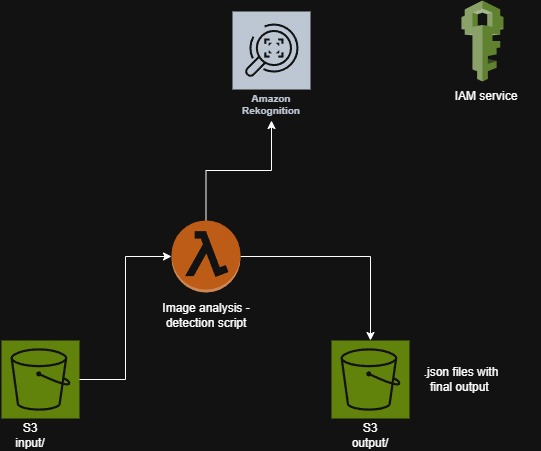 Amazon
Rekognition
IAM service
Image analysis -
detection script
S3
input/
S3
output/
.json files with
final output